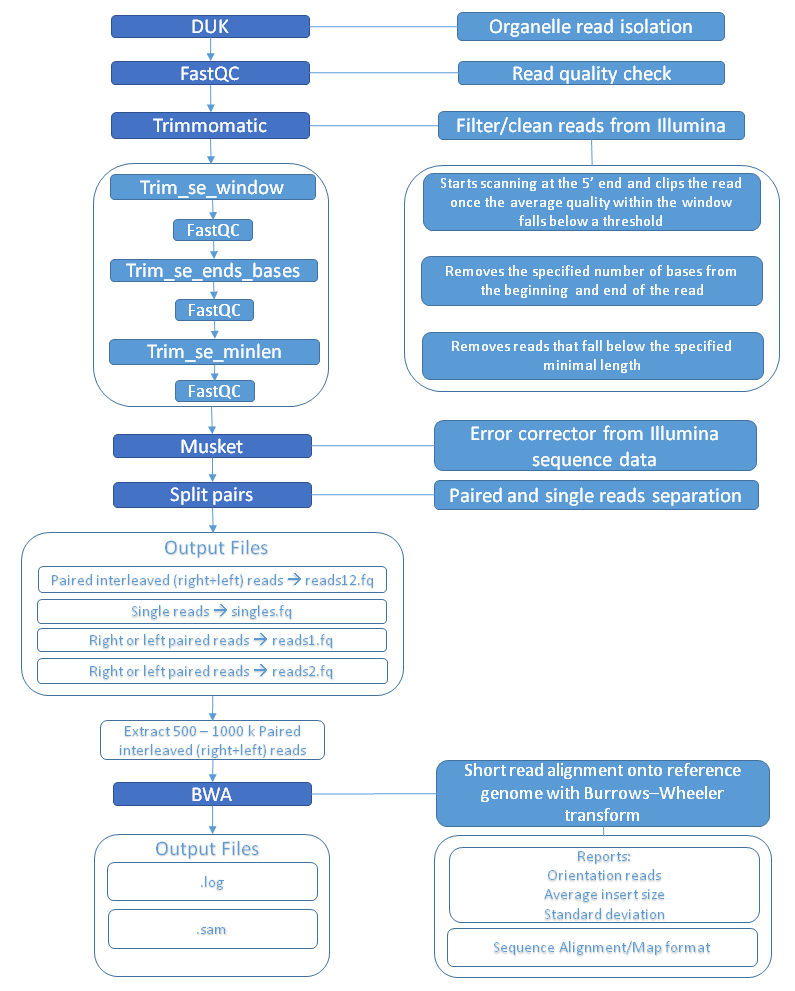 DUK
Organelle read isolation
FastQC
Read quality check
Trimmomatic
Filter/clean reads from Illumina
Trim_se_window
FastQC
Trim_se_ends_bases
FastQC
Trim_se_minlen
FastQC
Starts scanning at the 5’ end and clips the read
once the average quality within the window
falls below a threshold
Removes the specified number of bases from
the beginning and end of the read
Removes reads that fall below the specified
minimal length
Musket
Error corrector from Illumina
sequence data
Split pairs
Paired and single reads separation
Output Files
Paired interleaved (right+left) reads → reads12.fq
Single reads → singles.fq
Right or left paired reads → reads1.fq
Right or left paired reads → reads2.fq
Extract 500 – 1000 k Paired
interleaved (right+left) reads
BWA
Short read alignment onto reference
genome with Burrows–Wheeler
transform
Output Files
.log
.sam
Reports:
Orientation reads
Average insert size
Standard deviation
Sequence Alignment/Map format